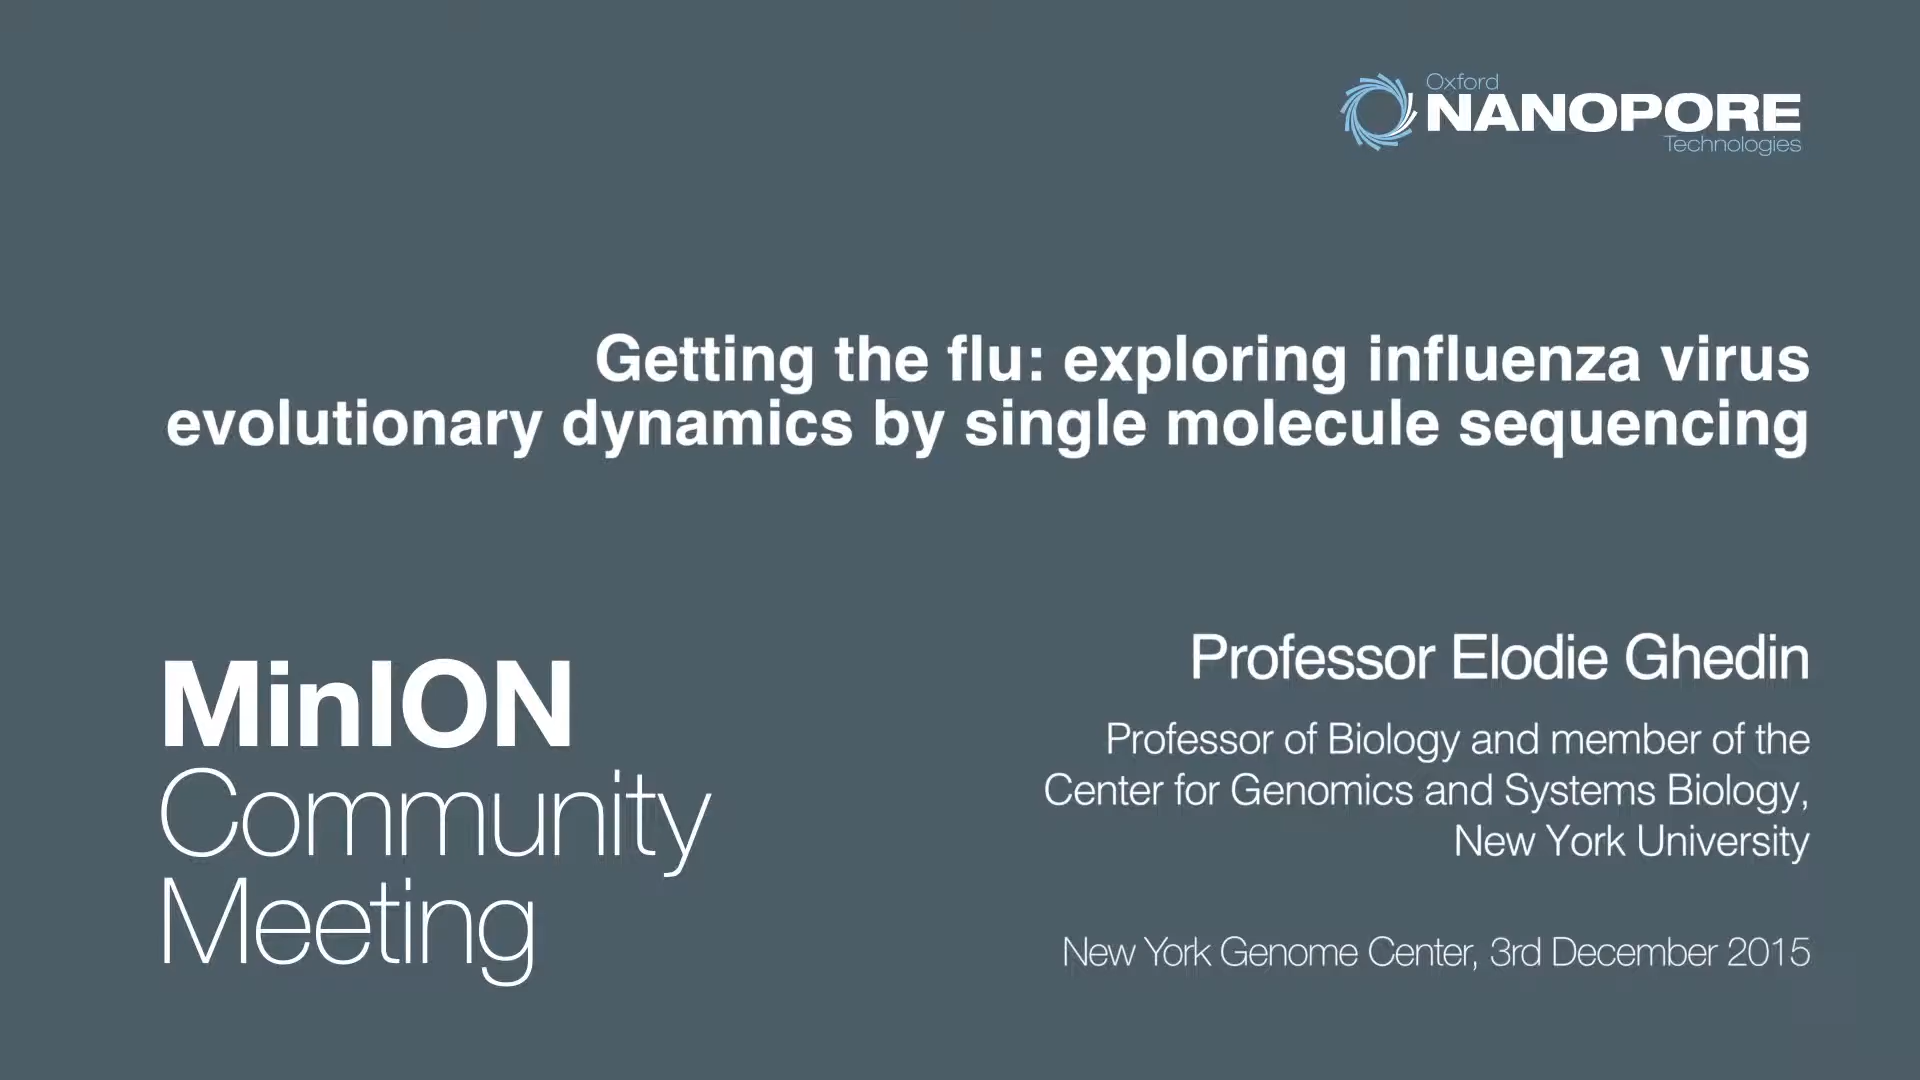 Oxford
NANOPORE
Technologies
Getting the flu: exploring influenza virus
evolutionary dynamics by single molecule sequencing
MinION
Community
Meeting
Professor Elodie Ghedin
Professor of Biology and member of the
Center for Genomics and Systems Biology,
New York University
New York Genome Center, 3rd December 2015